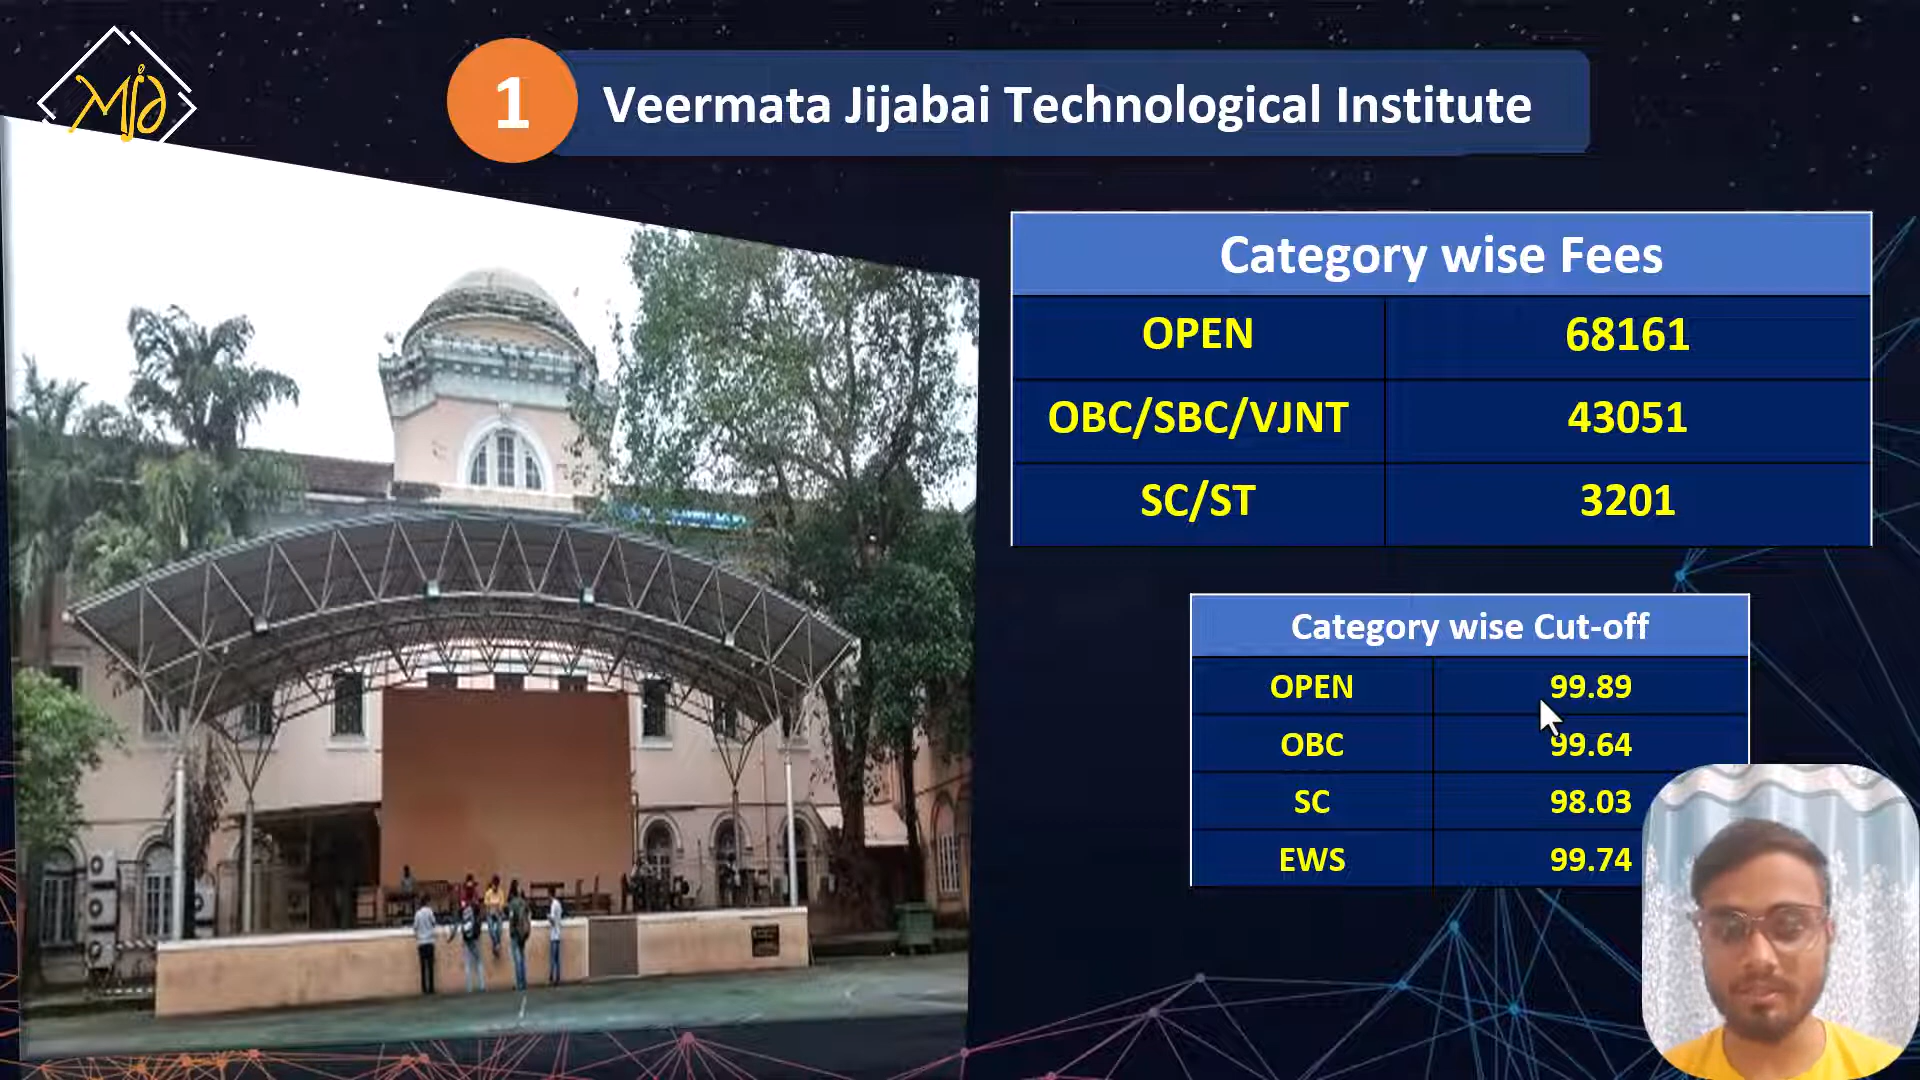 MJA
1 Veermata Jijabai Technological Institute
Category wise Fees
OPEN 68161
OBC/SBC/VJNT 43051
SC/ST 3201
Category wise Cut-off
OPEN 99.89
OBC 99.64
SC 98.03
EWS 99.74